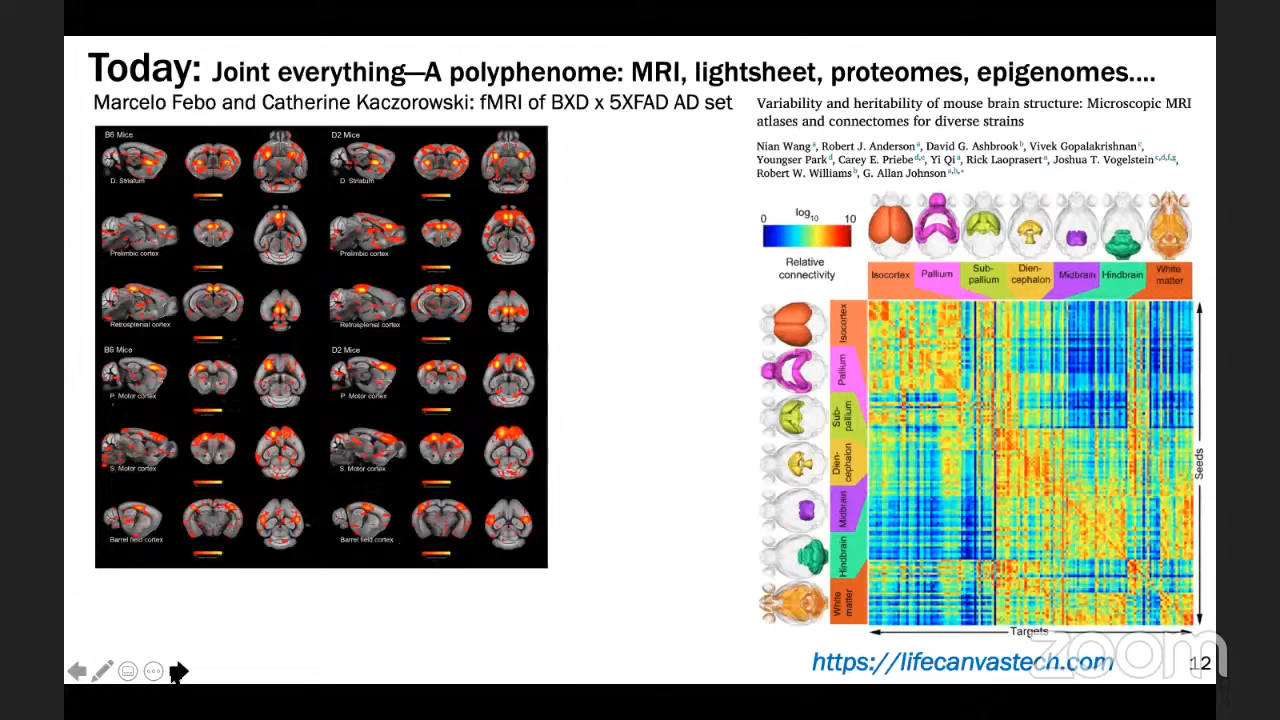 Today: Joint everything—A polyphenome: MRI, lightsheet, proteomes, epigenomes....
Marcelo Febo and Catherine Kaczorowski: fMRI of BXD x 5XFAD AD set
B6 Mice
D2 Mice
D. Striatum
D. Striatum
Prelimbic cortex
Prelimbic cortex
Retrosplenial cortex
Retrosplenial cortex
B6 Mice
D2 Mice
P. Motor cortex
P. Motor cortex
S. Motor cortex
S. Motor cortex
Barrel field cortex
Barrel field cortex
Variability and heritability of mouse brain structure: Microscopic MRI
atlases and connectomes for diverse strains
Nian Wang a, Robert J. Anderson a, David G. Ashbrook b, Vivek Gopalakrishnan c,
Youngser Park d, Carey E. Priebe d,e, Yi Qi a, Rick Laoprasert a, Joshua T. Vogelstein c,d,f,g,
Robert W. Williams b, G. Allan Johnson
0
log10
10
Relative
connectivity
Isocortex
Pallium
Sub-
pallium
Dien-
cephalon
Midbrain
Hindbrain
White
matter
Isocortex
Pallium
Sub-
pallium
Dien-
cephalon
Midbrain
Hindbrain
White
matter
Seeds
Targets
https://lifecanvastech.com
12
zoom